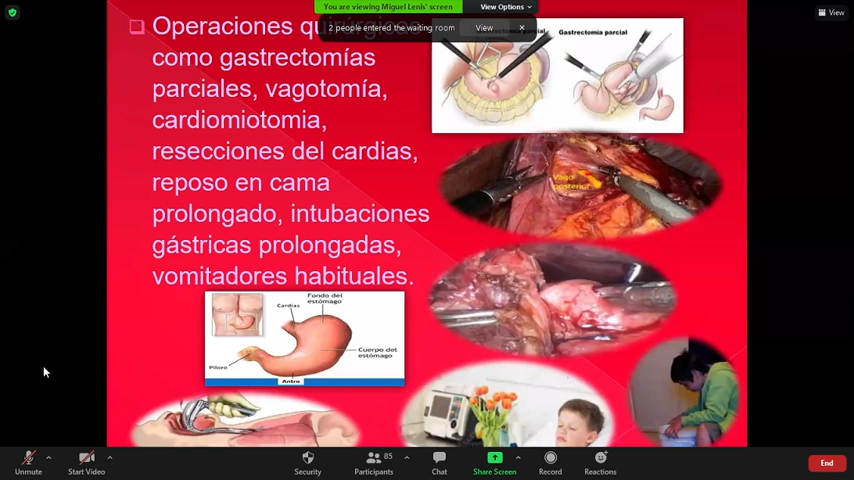 You are viewing Miguel Lenis' screen
View Options
View
2 people entered the waiting room
View
Operaciones
como gastrectomías
parciales, vagotomía,
cardiomiotomia,
resecciones del cardias,
reposo en cama
prolongado, intubaciones
gástricas prolongadas,
vomitadores habituales.
parcial
Gastrectomia parcial
Vago
posterior
Fondo del
estómago
Cardias
Cuerpo del
estómago
Píloro
Antro
Unmute
Start Video
Security
Participants
85
Chat
Share Screen
Record
Reactions
End